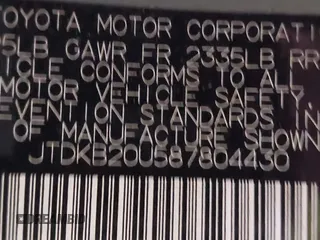 TOYOTA MOTOR CORPORATI
5LB GAWR FR 2335LB RR
ICLE CONFORMS TO ALL
MOTOR VEHICLE SAFETY,
EVENTION STANDARDS IN
OF MANUFACTURE SHOWN
JTDKB20U587804430